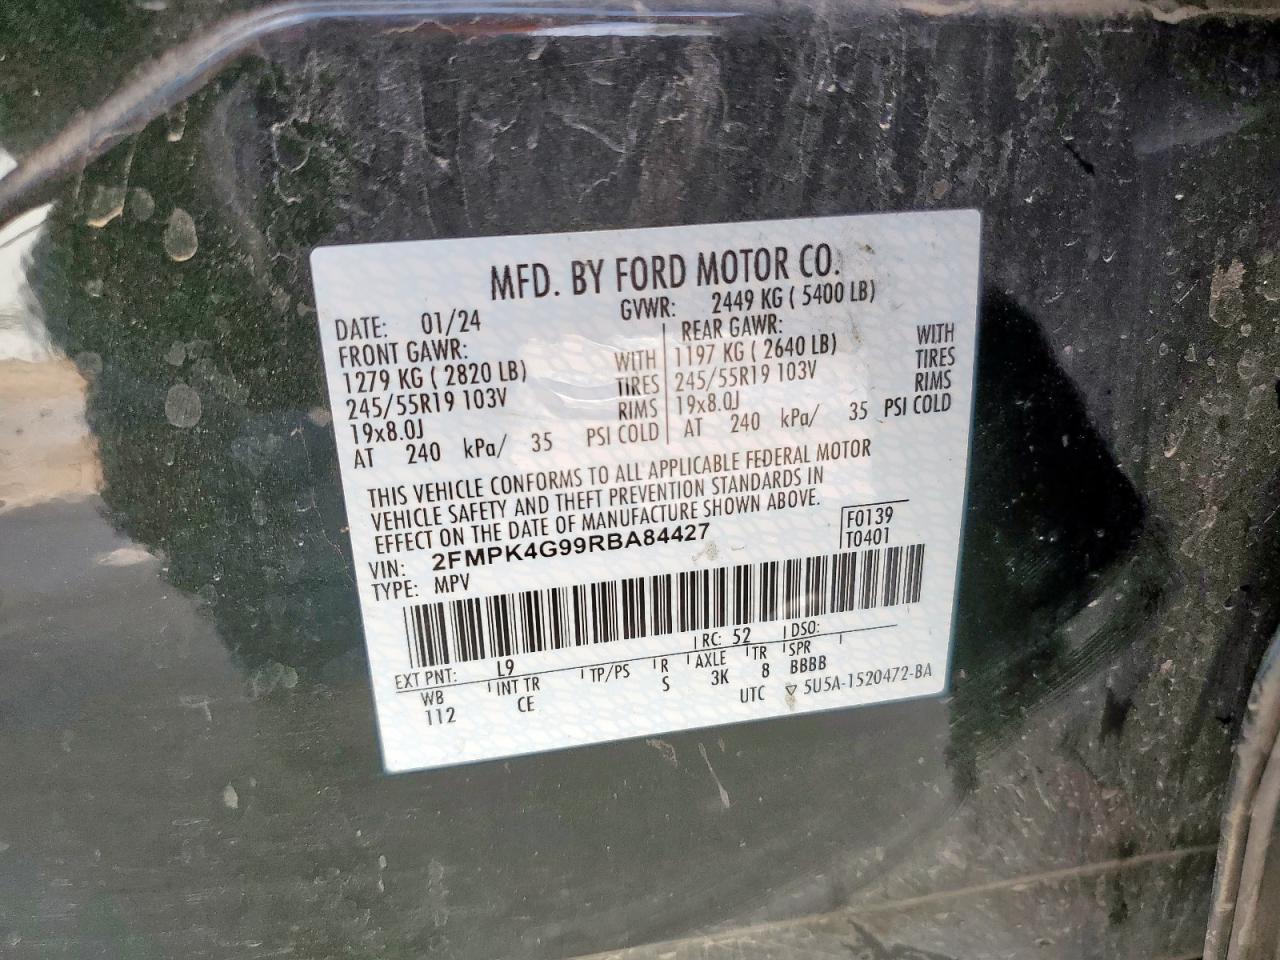 MFD. BY FORD MOTOR CO.
DATE: 01/24 GVWR: 2449 KG ( 5400 LB)
FRONT GAWR: REAR GAWR:
1279 KG ( 2820 LB) WITH 1197 KG ( 2640 LB) WITH
245/55R19 103V TIRES 245/55R19 103V TIRES
19x8.0J RIMS 19x8.0J RIMS
AT 240 kPa/ 35 PSI COLD AT 240 kPa/ 35 PSI COLD
THIS VEHICLE CONFORMS TO ALL APPLICABLE FEDERAL MOTOR
VEHICLE SAFETY AND THEFT PREVENTION STANDARDS IN
EFFECT ON THE DATE OF MANUFACTURE SHOWN ABOVE.
VIN: 2FMPK4G99RBA84427 F0139
TYPE: MPV T0401
EXT PNT: L9 RC: 52 DSO:
WB INT TR TP/PS R AXLE TR SPR
112 CE S 3K 8 BBBB
UTC ▽ 5U5A-1520472-BA